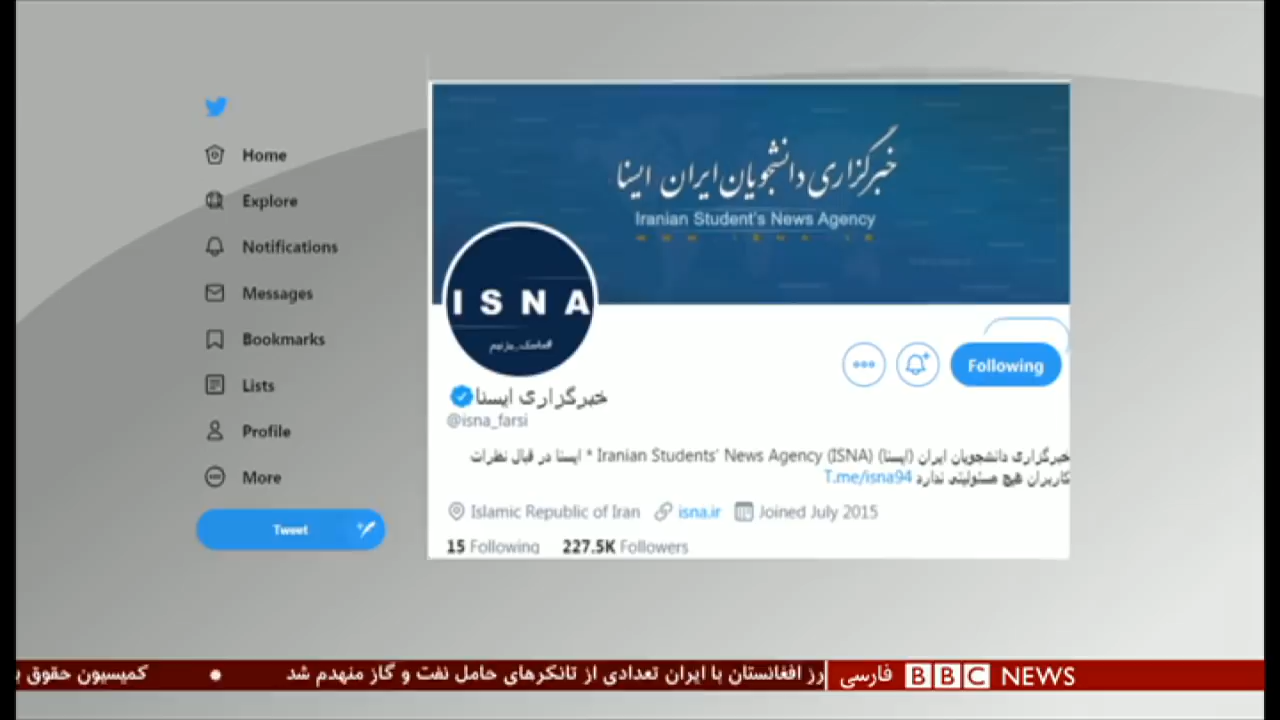 Home
Explore
Notifications
Messages
Bookmarks
Lists
Profile
More
Tweet
خبرگزاری دانشجویان ایران ایسنا
Iranian Student's News Agency
ISNA
#ماسک_بزنیم
Following
خبرگزاری ایسنا
@isna_farsi
خبرگزاری دانشجویان ایران (ایسنا) Iranian Students' News Agency (ISNA) * ایسنا در قبال نظرات
کاربران هیچ مسئولیتی ندارد T.me/isna94
Islamic Republic of Iran isna.ir Joined July 2015
15 Following 227.5K Followers
BBC NEWS فارسی
رز افغانستان با ایران تعدادی از تانکرهای حامل نفت و گاز منهدم شد • کمیسیون حقوق